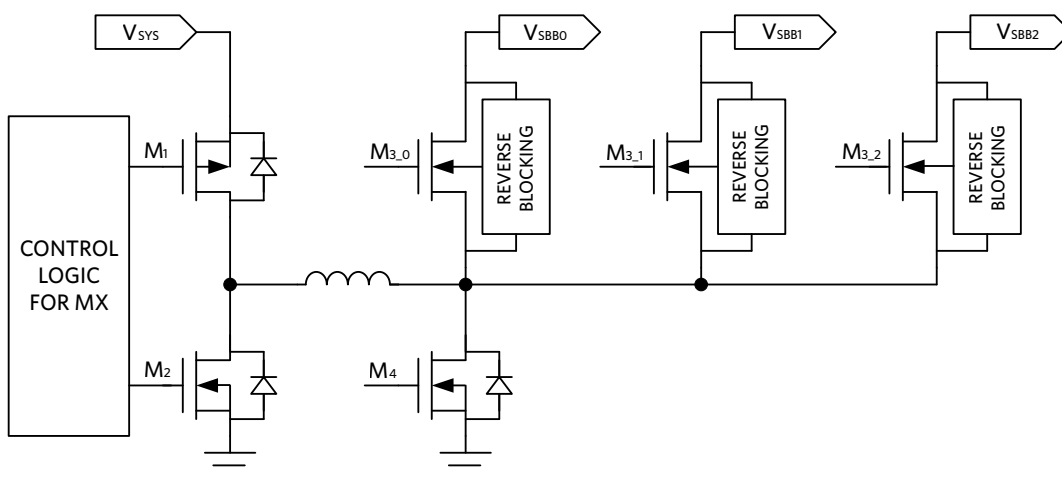 VSYS
VSBB0
VSBB1
VSBB2
M1
M3_0
REVERSE
BLOCKING
M3_1
REVERSE
BLOCKING
M3_2
REVERSE
BLOCKING
CONTROL
LOGIC
FOR MX
M2
M4